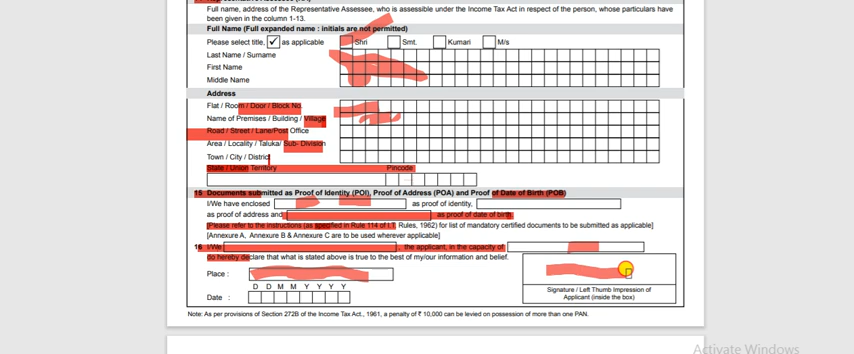 Full name, address of the Representative Assessee, who is assessible under the Income Tax Act in respect of the person, whose particulars have
been given in the column 1-13.
Full Name (Full expanded name : initials are not permitted)
Please select title, ✓ as applicable Shri Smt. Kumari M/s
Last Name / Surname
First Name
Middle Name
Address
Flat / Room / Door / Block No.
Name of Premises / Building / Village
Road / Street / Lane/Post Office
Area / Locality / Taluka/ Sub- Division
Town / City / District
State / Union Territory Pincode
15 Documents submitted as Proof of Identity (POI), Proof of Address (POA) and Proof of Date of Birth (POB)
I/We have enclosed as proof of identity,
as proof of address and as proof of date of birth.
[Please refer to the instructions (as specified in Rule 114 of I.T. Rules, 1962) for list of mandatory certified documents to be submitted as applicable]
[Annexure A, Annexure B & Annexure C are to be used wherever applicable]
16 I/We , the applicant, in the capacity of
do hereby declare that what is stated above is true to the best of my/our information and belief.
Place :
D D M M Y Y Y Y
Date :
Signature / Left Thumb Impression of
Applicant (inside the box)
Note: As per provisions of Section 272B of the Income Tax Act., 1961, a penalty of ₹ 10,000 can be levied on possession of more than one PAN.
Activate Windows